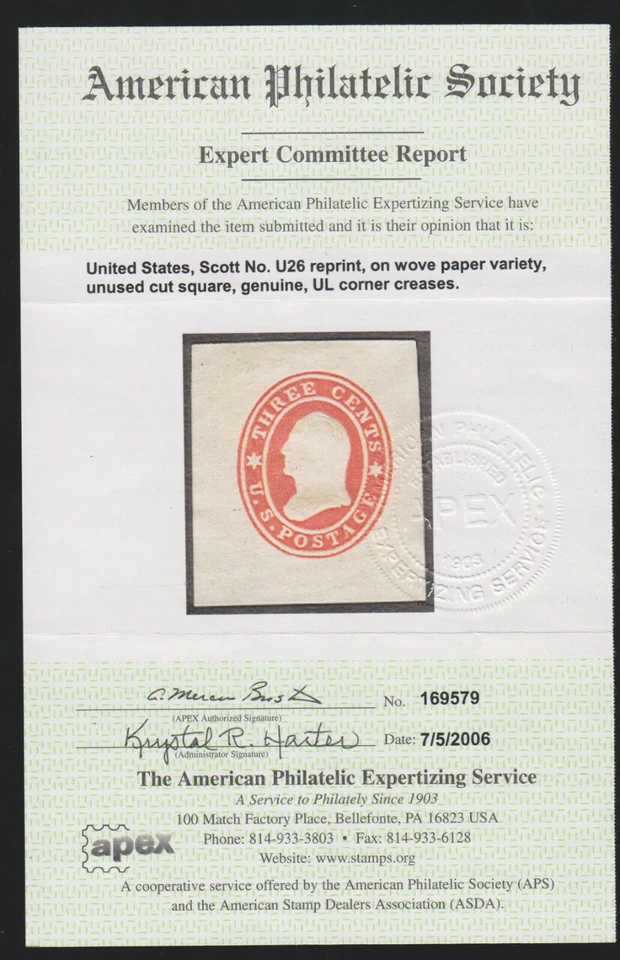 American Philatelic Society
Expert Committee Report
Members of the American Philatelic Expertizing Service have
examined the item submitted and it is their opinion that it is:
United States, Scott No. U26 reprint, on wove paper variety,
unused cut square, genuine, UL corner creases.
THREE CENTS
U.S. POSTAGE
AMERICAN PHILATELIC
ESTABLISHED
APEX
1903
EXPERTIZING SERVICE
No. 169579
(APEX Authorized Signature)
Krystal R. Harter Date: 7/5/2006
(Administrator Signature)
The American Philatelic Expertizing Service
A Service to Philately Since 1903
100 Match Factory Place, Bellefonte, PA 16823 USA
apex Phone: 814-933-3803 • Fax: 814-933-6128
Website: www.stamps.org
A cooperative service offered by the American Philatelic Society (APS)
and the American Stamp Dealers Association (ASDA).